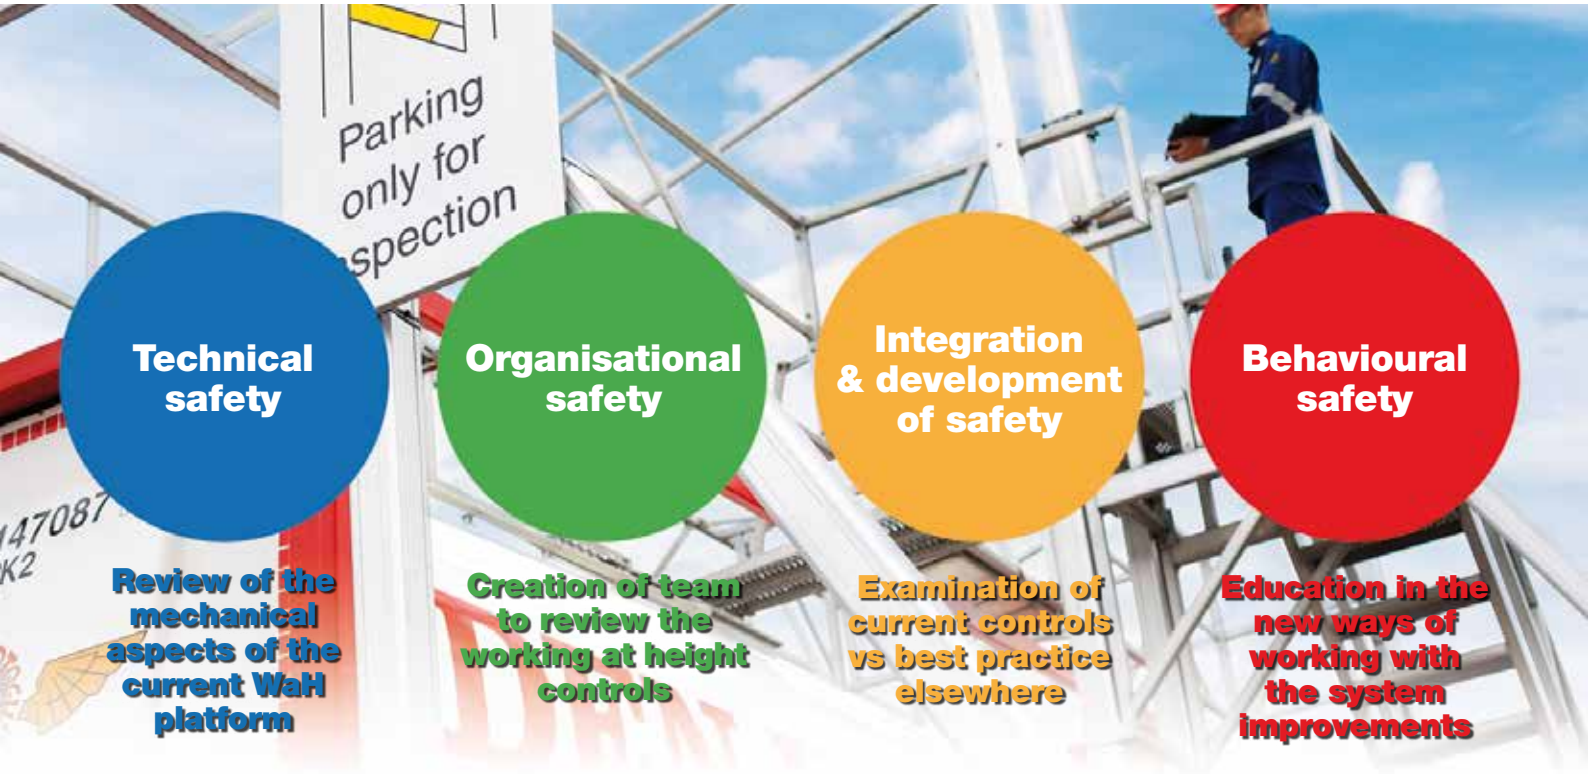 Parking
only for
spection
147087
K2
Technical
safety
Organisational
safety
Integration
& development
of safety
Behavioural
safety
Review of the
mechanical
aspects of the
current WaH
platform
Creation of team
to review the
working at height
controls
Examination of
current controls
vs best practice
elsewhere
Education in the
new ways of
working with
the system
improvements